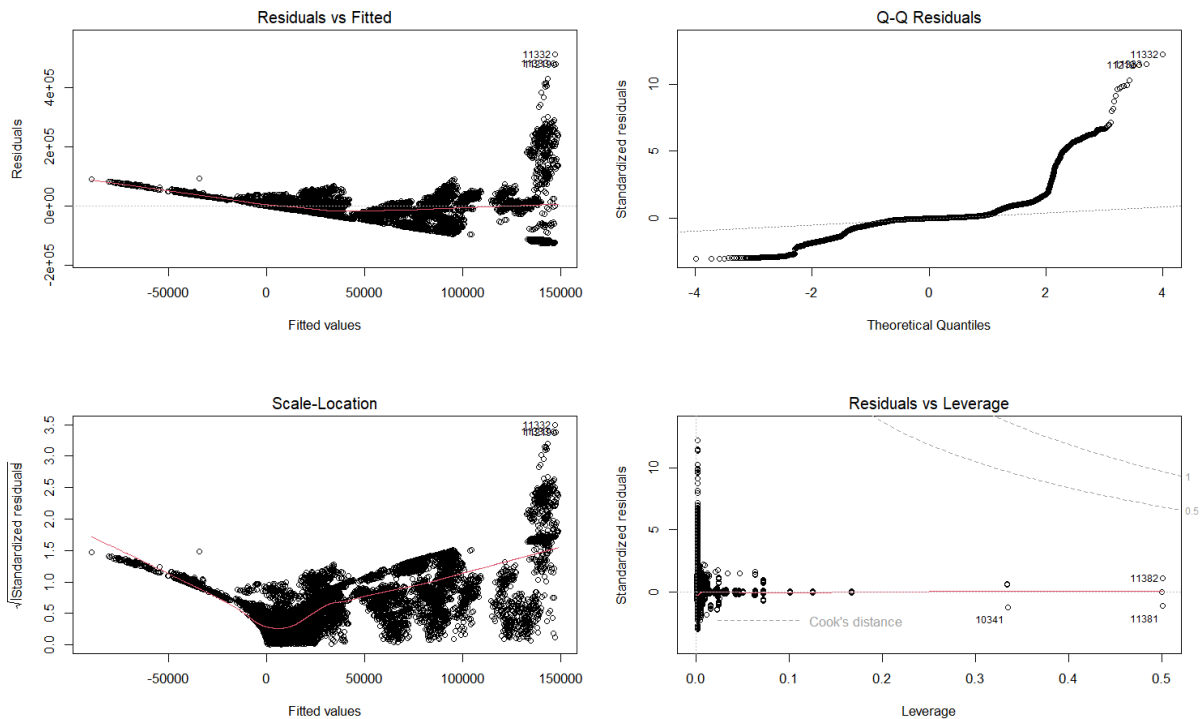 Residuals vs Fitted
Residuals
4e+05
2e+05
0e+00
-2e+05
11332
-50000 0 50000 100000 150000
Fitted values
Q-Q Residuals
Standardized residuals
10
5
0
11332
-4 -2 0 2 4
Theoretical Quantiles
Scale-Location
√|Standardized residuals|
3.5
3.0
2.5
2.0
1.5
1.0
0.5
0.0
11332
-50000 0 50000 100000 150000
Fitted values
Residuals vs Leverage
Standardized residuals
10
5
0
1
0.5
11382
10341
11381
Cook's distance
0.0 0.1 0.2 0.3 0.4 0.5
Leverage